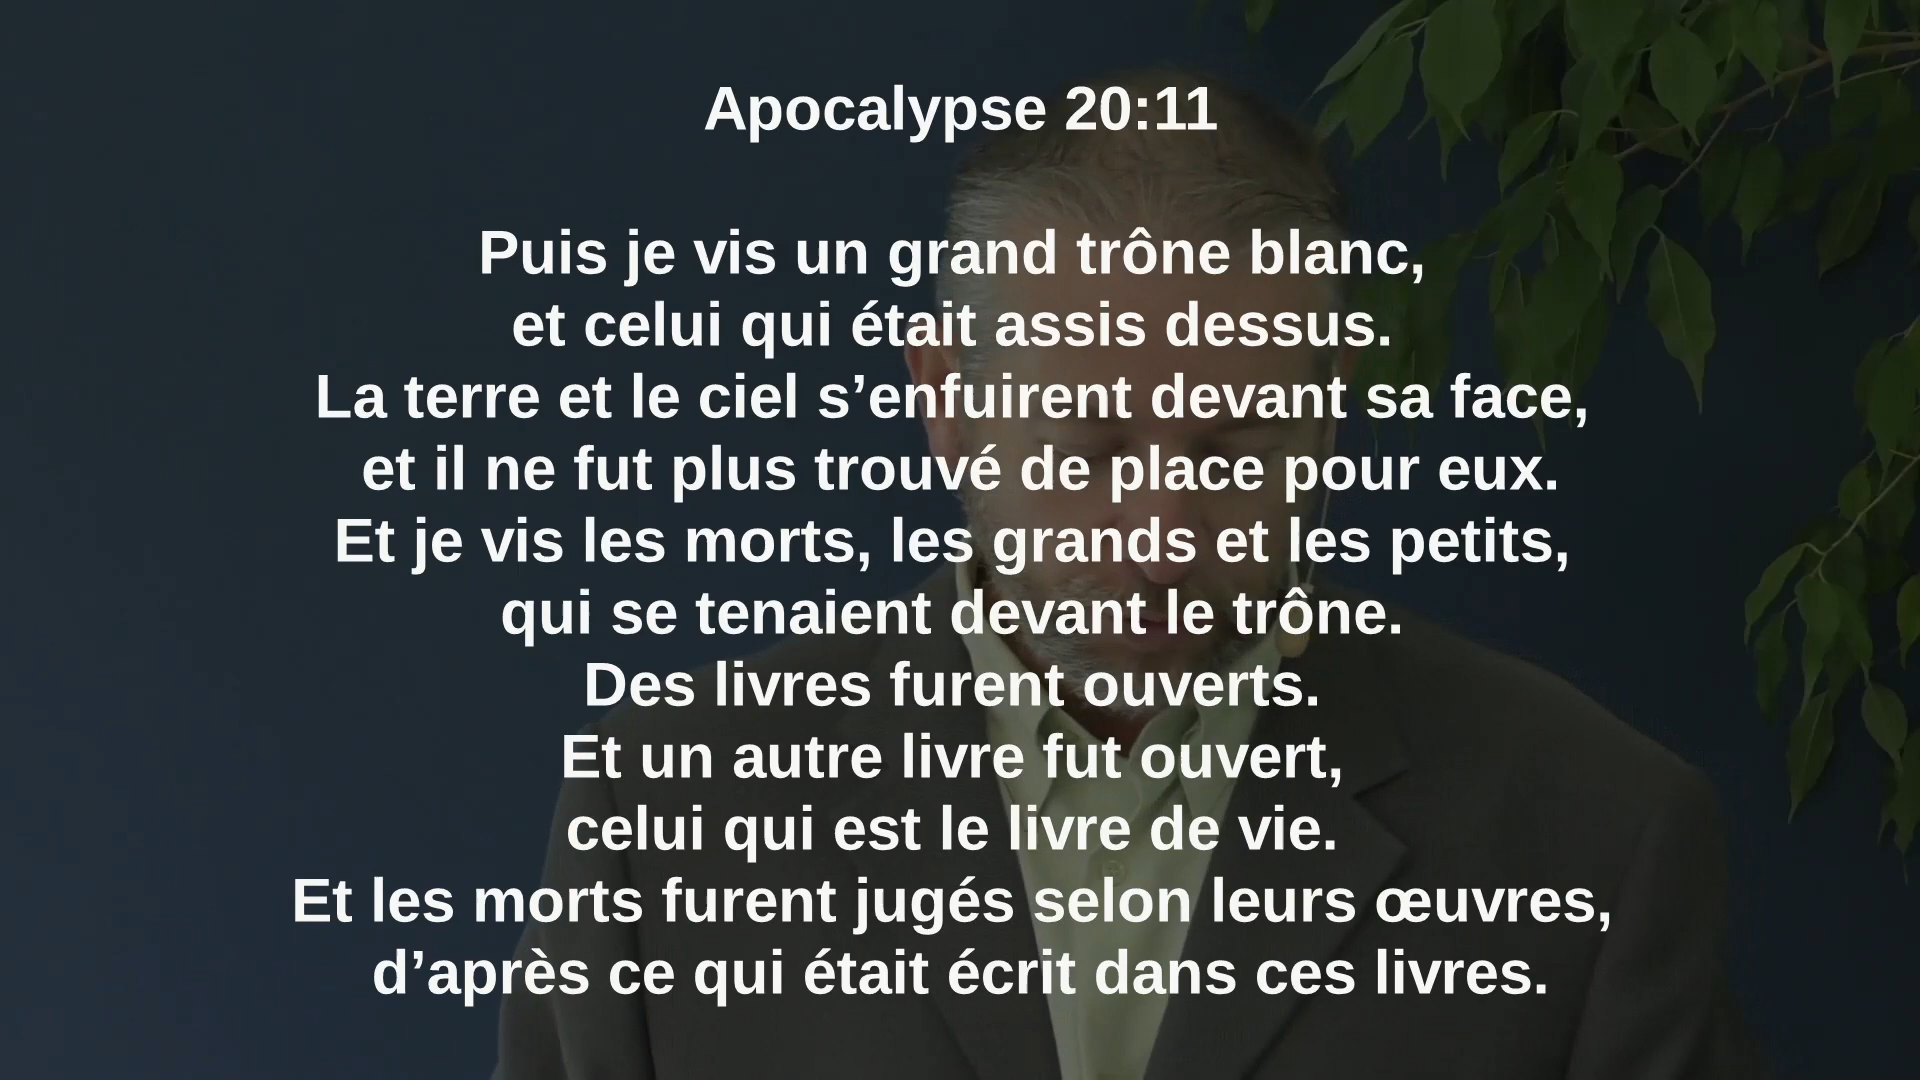 Apocalypse 20:11
Puis je vis un grand trône blanc,
et celui qui était assis dessus.
La terre et le ciel s’enfuirent devant sa face,
et il ne fut plus trouvé de place pour eux.
Et je vis les morts, les grands et les petits,
qui se tenaient devant le trône.
Des livres furent ouverts.
Et un autre livre fut ouvert,
celui qui est le livre de vie.
Et les morts furent jugés selon leurs œuvres,
d’après ce qui était écrit dans ces livres.